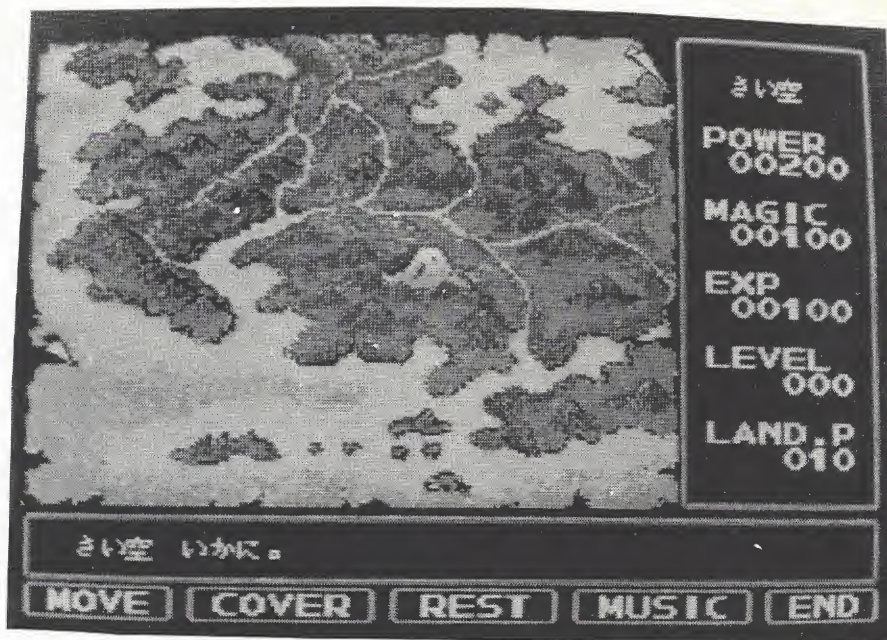 さい空
POWER
00200
MAGIC
00100
EXP
00100
LEVEL
000
LAND.P
010
さい空 いかに。
MOVE COVER REST MUSIC END